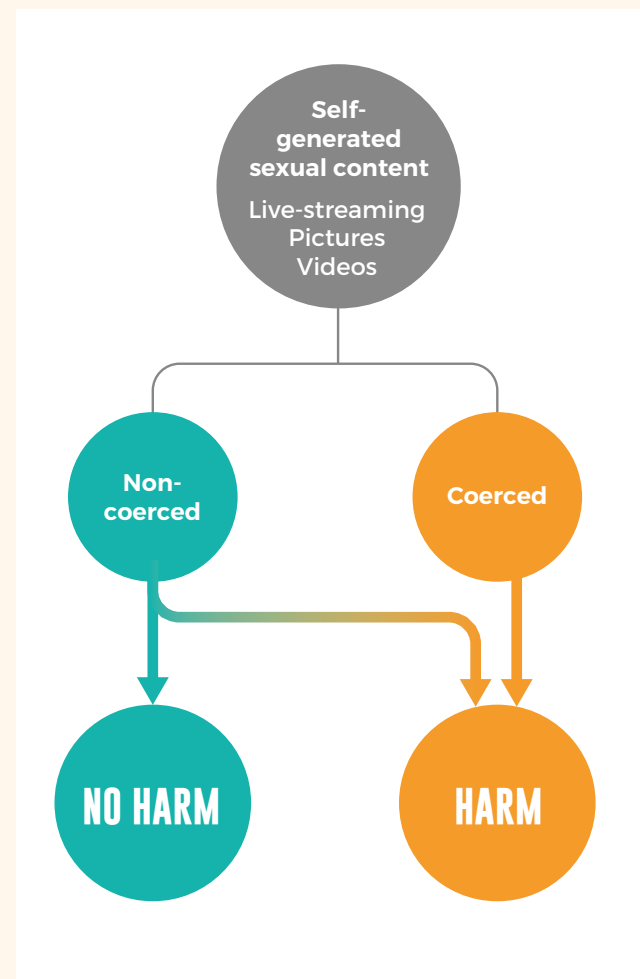 Self-
generated
sexual content
Live-streaming
Pictures
Videos
Non-
coerced
Coerced
NO HARM
HARM